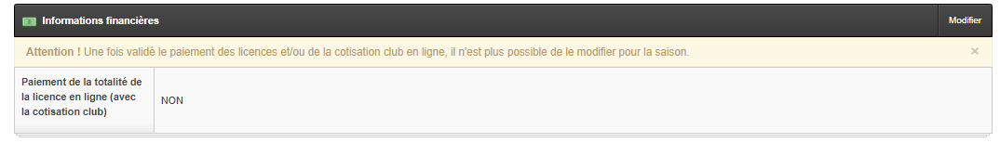 Informations financières
Modifier
Attention ! Une fois validé le paiement des licences et/ou de la cotisation club en ligne, il n'est plus possible de le modifier pour la saison.
×
Paiement de la totalité de
la licence en ligne (avec
la cotisation club)
NON